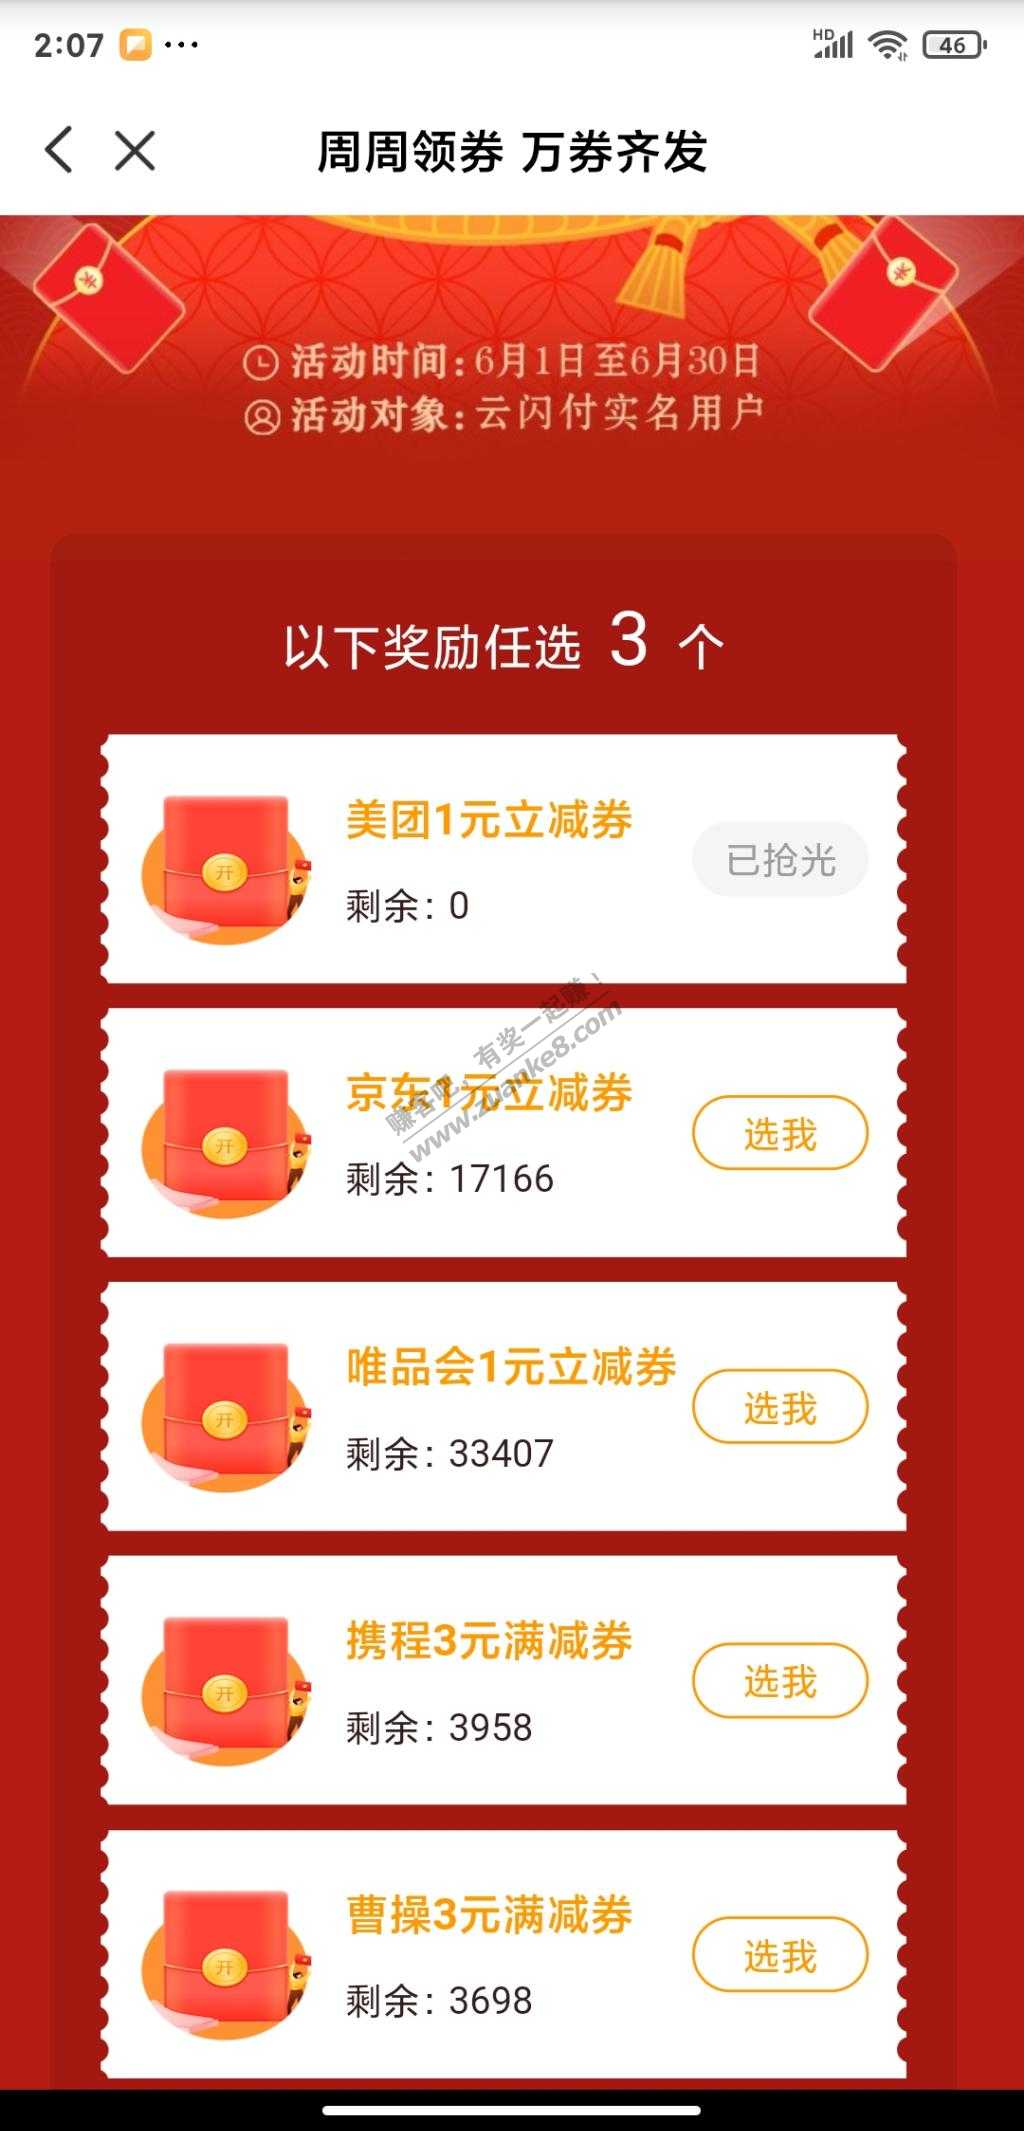 2:07 ... HD 46
周周领券 万券齐发
活动时间:6月1日至6月30日
活动对象:云闪付实名用户
以下奖励任选 3 个
美团1元立减券
已抢光
剩余: 0
京东1元立减券
选我
剩余: 17166
赚客吧，有奖一起赚！
www.zuanke8.com
唯品会1元立减券
选我
剩余: 33407
携程3元满减券
选我
剩余: 3958
曹操3元满减券
选我
剩余: 3698
开
开
开
开
开